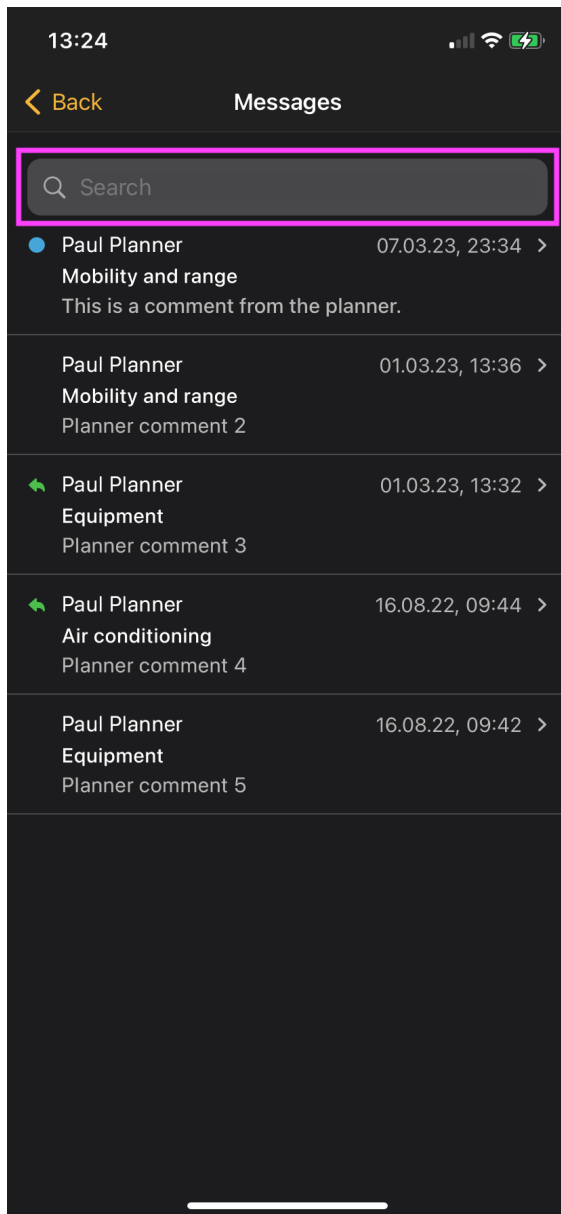 13:24
Back Messages
Search
Paul Planner 07.03.23, 23:34
Mobility and range
This is a comment from the planner.
Paul Planner 01.03.23, 13:36
Mobility and range
Planner comment 2
Paul Planner 01.03.23, 13:32
Equipment
Planner comment 3
Paul Planner 16.08.22, 09:44
Air conditioning
Planner comment 4
Paul Planner 16.08.22, 09:42
Equipment
Planner comment 5